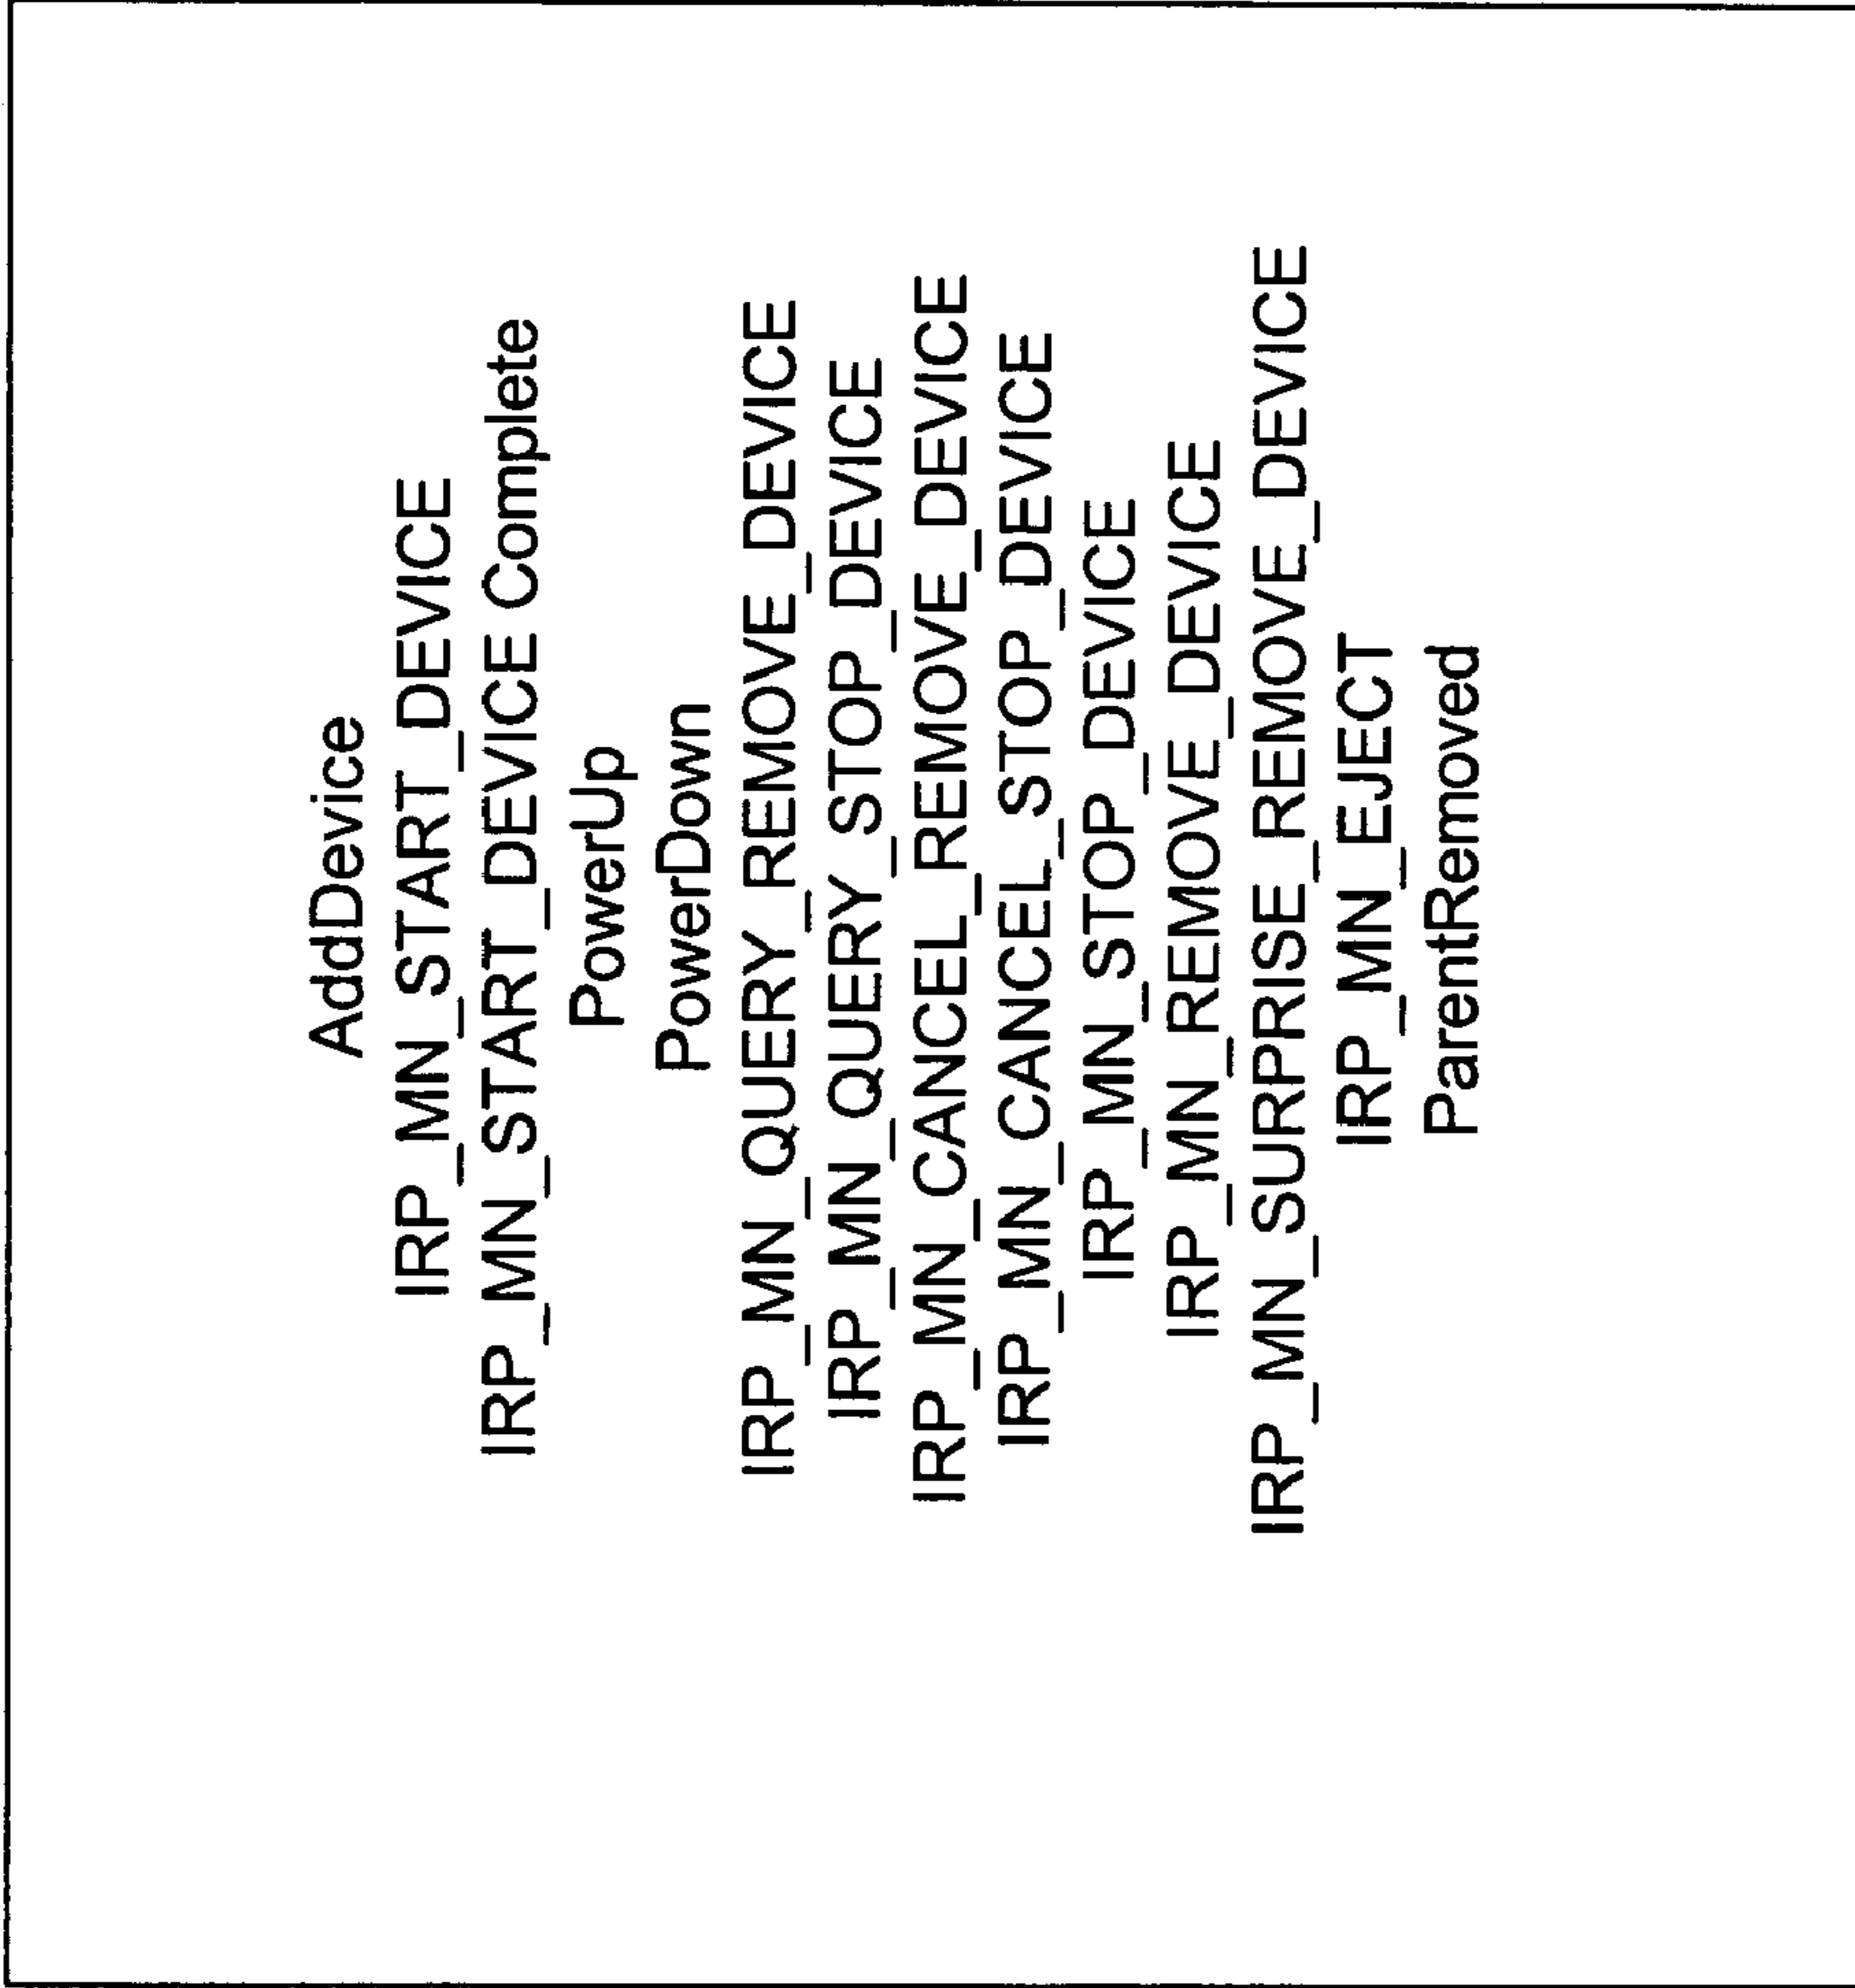 AddDevice
IRP_MN_START_DEVICE
IRP_MN_START_DEVICE Complete
PowerUp
PowerDown
IRP_MN_QUERY_REMOVE_DEVICE
IRP_MN_QUERY_STOP_DEVICE
IRP_MN_CANCEL_REMOVE_DEVICE
IRP_MN_CANCEL_STOP_DEVICE
IRP_MN_STOP_DEVICE
IRP_MN_REMOVE_DEVICE
IRP_MN_SURPRISE_REMOVE_DEVICE
IRP_MN_EJECT
ParentRemoved